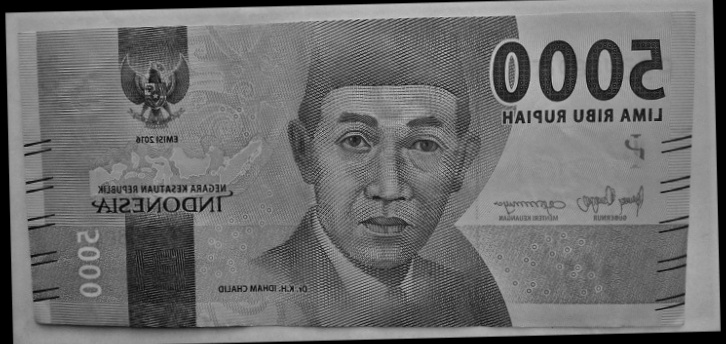 5000
LIMA RIBU RUPIAH
EMISI 2016
NEGARA KESATUAN REPUBLIK
INDONESIA
GUBERNUR
MENTERI KEUANGAN
Dr. K.H. IDHAM CHALID
5000